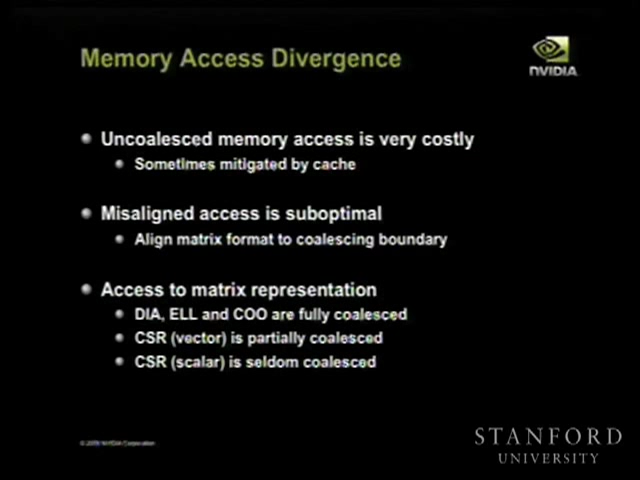 Memory Access Divergence
NVIDIA
Uncoalesced memory access is very costly
Sometimes mitigated by cache
Misaligned access is suboptimal
Align matrix format to coalescing boundary
Access to matrix representation
DIA, ELL and COO are fully coalesced
CSR (vector) is partially coalesced
CSR (scalar) is seldom coalesced
NVIDIA Corporation
STANFORD
UNIVERSITY